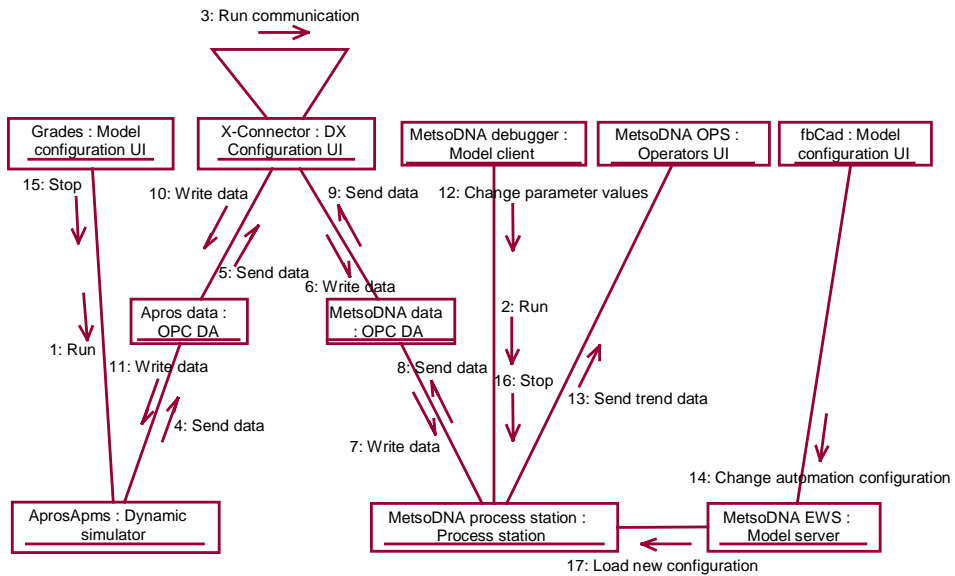 3: Run communication
Grades : Model
configuration UI
X-Connector : DX
Configuration UI
MetsoDNA debugger :
Model client
MetsoDNA OPS :
Operators UI
fbCad : Model
configuration UI
15: Stop
10: Write data
9: Send data
12: Change parameter values
5: Send data
6: Write data
Apros data :
OPC DA
MetsoDNA data
: OPC DA
2: Run
1: Run
11: Write data
8: Send data
16: Stop
13: Send trend data
4: Send data
7: Write data
14: Change automation configuration
AprosApms : Dynamic
simulator
MetsoDNA process station :
Process station
MetsoDNA EWS :
Model server
17: Load new configuration